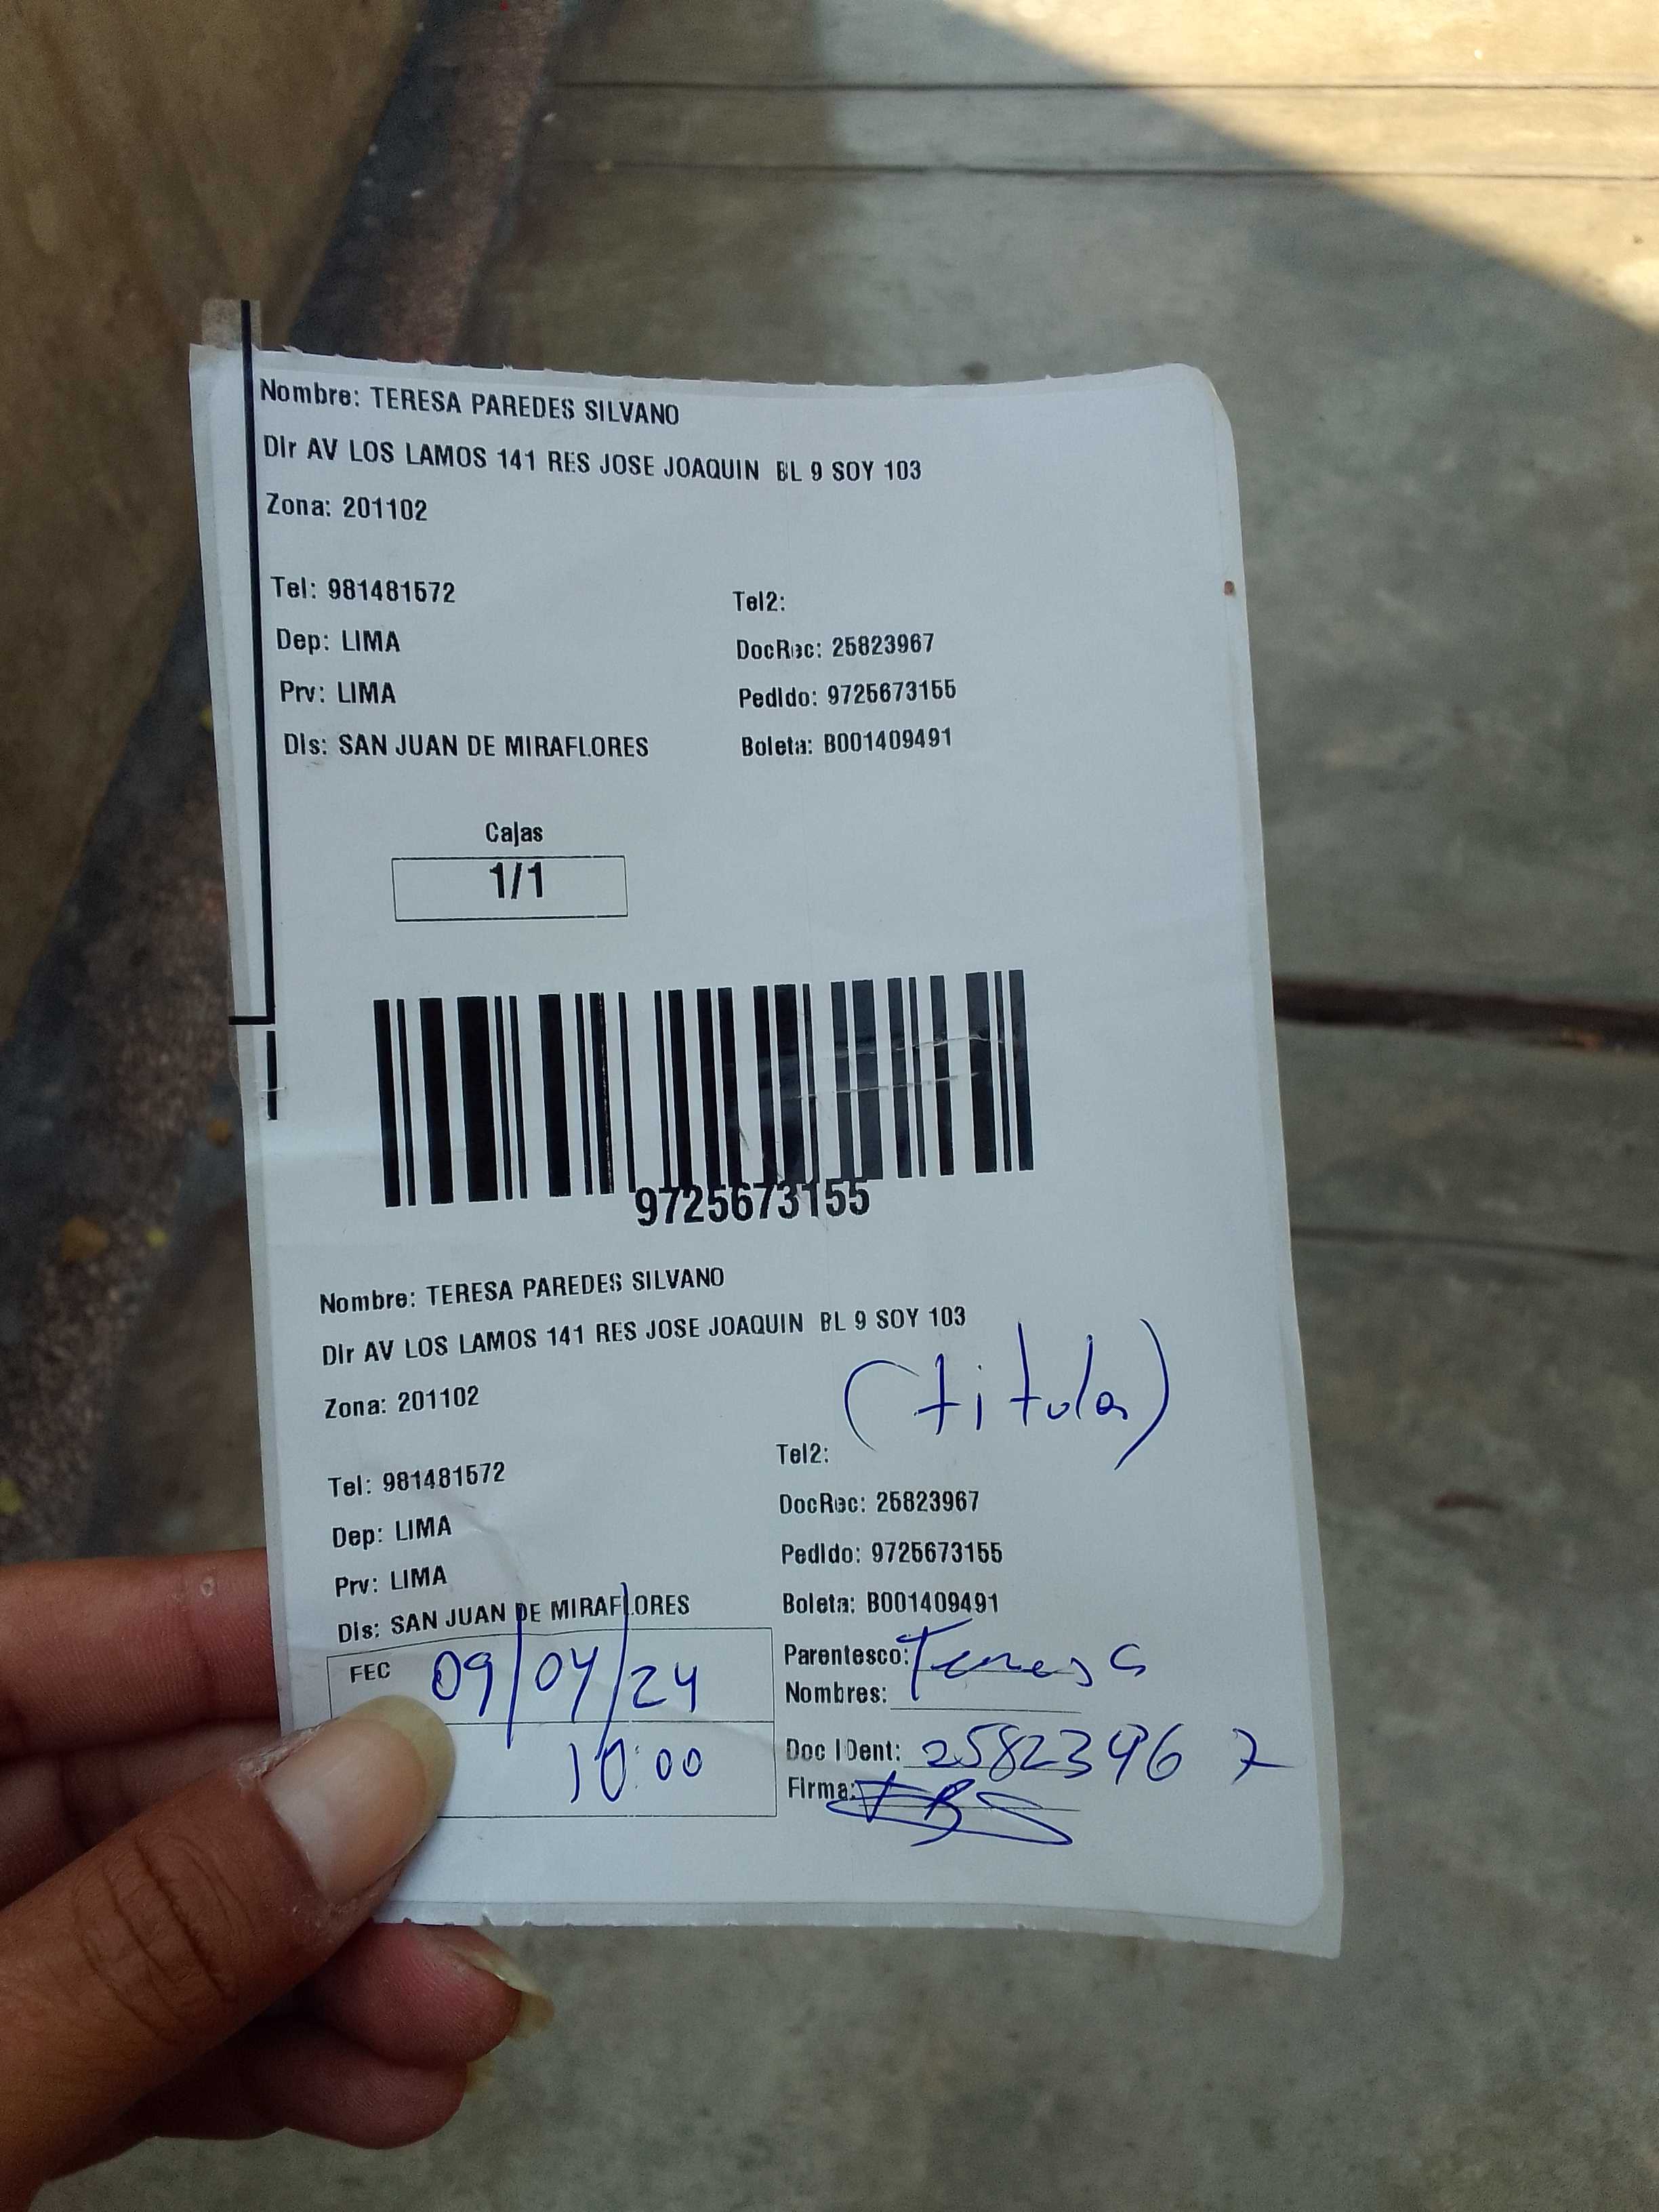 Nombre: TERESA PAREDES SILVANO
Dir AV LOS LAMOS 141 RES JOSE JOAQUIN BL 9 SOY 103
Zona: 201102
Tel: 981481572 Tel2:
Dep: LIMA DocRec: 25823967
Prv: LIMA Pedido: 9725673155
Dis: SAN JUAN DE MIRAFLORES Boleta: B001409491
Cajas
1/1
9725673155
Nombre: TERESA PAREDES SILVANO
Dir AV LOS LAMOS 141 RES JOSE JOAQUIN BL 9 SOY 103
Zona: 201102
(titular)
Tel: 981481572 Tel2:
Dep: LIMA DocRec: 25823967
Prv: LIMA Pedido: 9725673155
Dis: SAN JUAN DE MIRAFLORES Boleta: B001409491
FEC 09/04/24
10:00
Parentesco: Teresa
Nombres:
Doc IDent: 25823967
Firma: